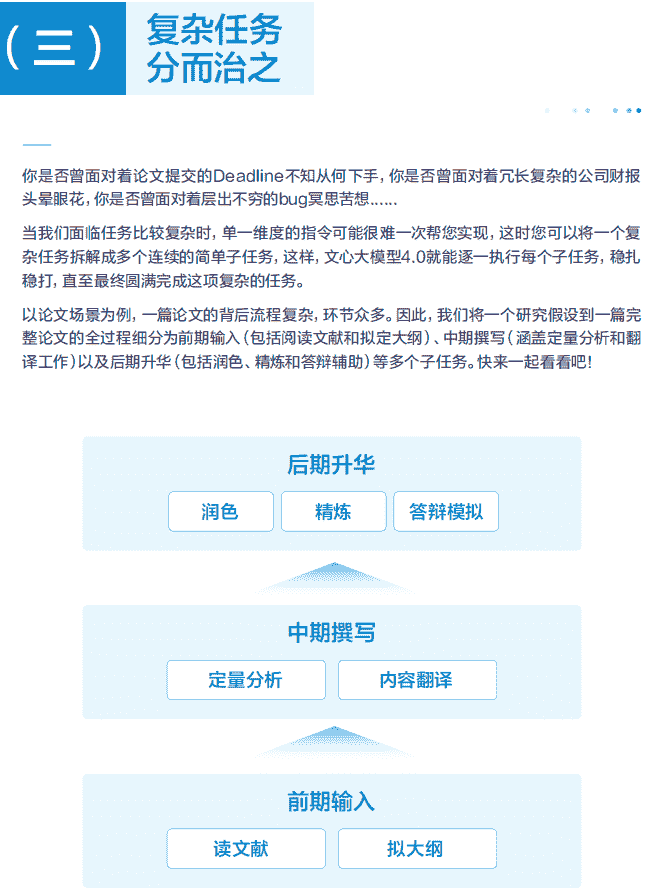 （三）
复杂任务
分而治之
你是否曾面对着论文提交的Deadline不知从何下手，你是否曾面对着冗长复杂的公司财报
头晕眼花，你是否曾面对着层出不穷的bug冥思苦想……
当我们面临任务比较复杂时，单一维度的指令可能很难一次帮您实现，这时您可以将一个复
杂任务拆解成多个连续的简单子任务，这样，文心大模型4.0就能逐一执行每个子任务，稳扎
稳打，直至最终圆满完成这项复杂的任务。
以论文场景为例，一篇论文的背后流程复杂，环节众多。因此，我们将一个研究假设到一篇完
整论文的全过程细分为前期输入（包括阅读文献和拟定大纲）、中期撰写（涵盖定量分析和翻
译工作）以及后期升华（包括润色、精炼和答辩辅助）等多个子任务。快来一起看看吧！
后期升华
润色 精炼 答辩模拟
中期撰写
定量分析 内容翻译
前期输入
读文献 拟大纲